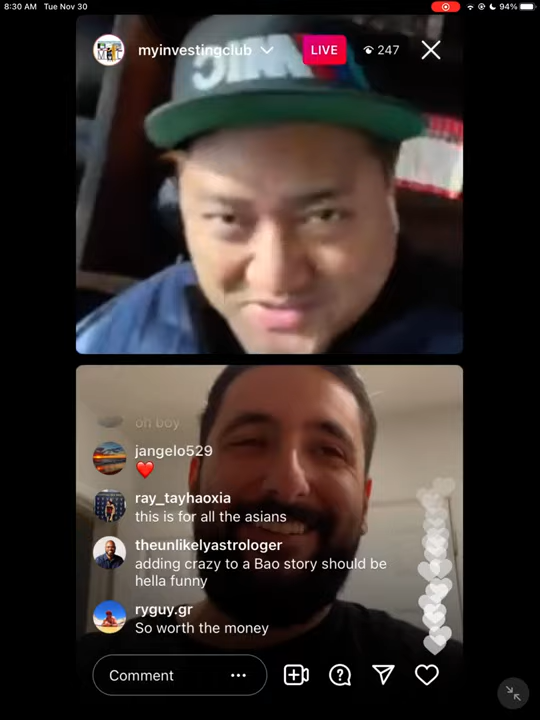 8:30 AM Tue Nov 30
94%
myinvestingclub
LIVE
247
MIC
oh boy
jangelo529
❤️
ray_tayhaoxia
this is for all the asians
theunlikelyastrologer
adding crazy to a Bao story should be
hella funny
ryguy.gr
So worth the money
Comment